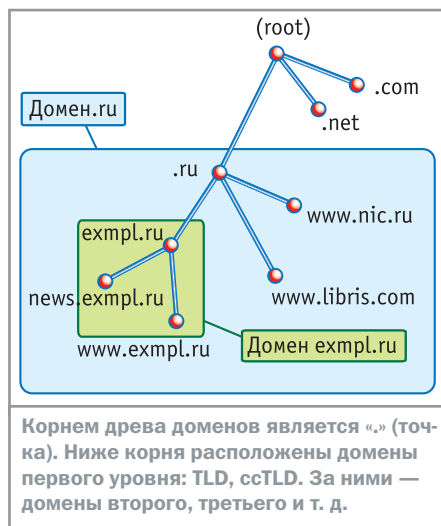 (root)
.com
.net
Домен.ru
.ru
www.nic.ru
exmpl.ru
www.libris.com
news.exmpl.ru
www.exmpl.ru
Домен exmpl.ru
Корнем древа доменов является «.» (точ-
ка). Ниже корня расположены домены
первого уровня: TLD, ccTLD. За ними —
домены второго, третьего и т. д.